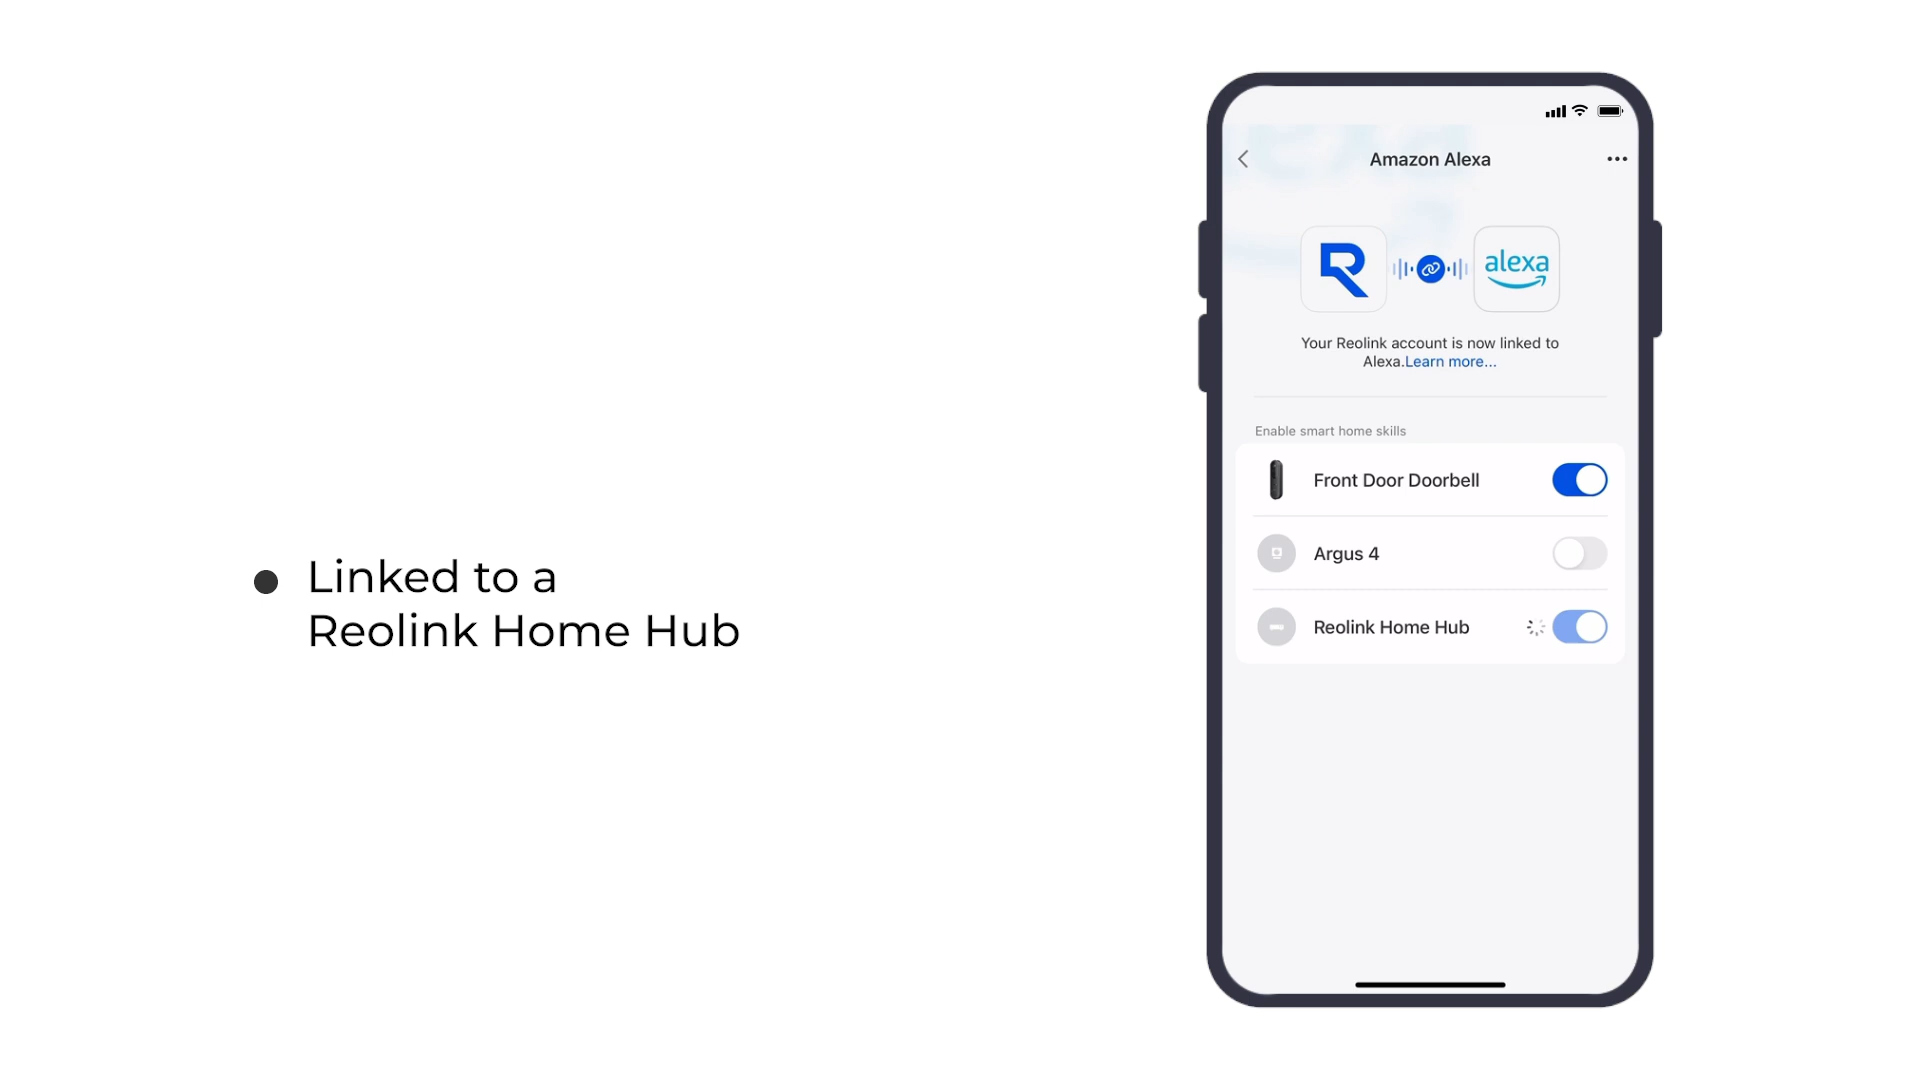 Linked to a
Reolink Home Hub
Amazon Alexa
alexa
Your Reolink account is now linked to
Alexa.Learn more...
Enable smart home skills
Front Door Doorbell
Argus 4
Reolink Home Hub